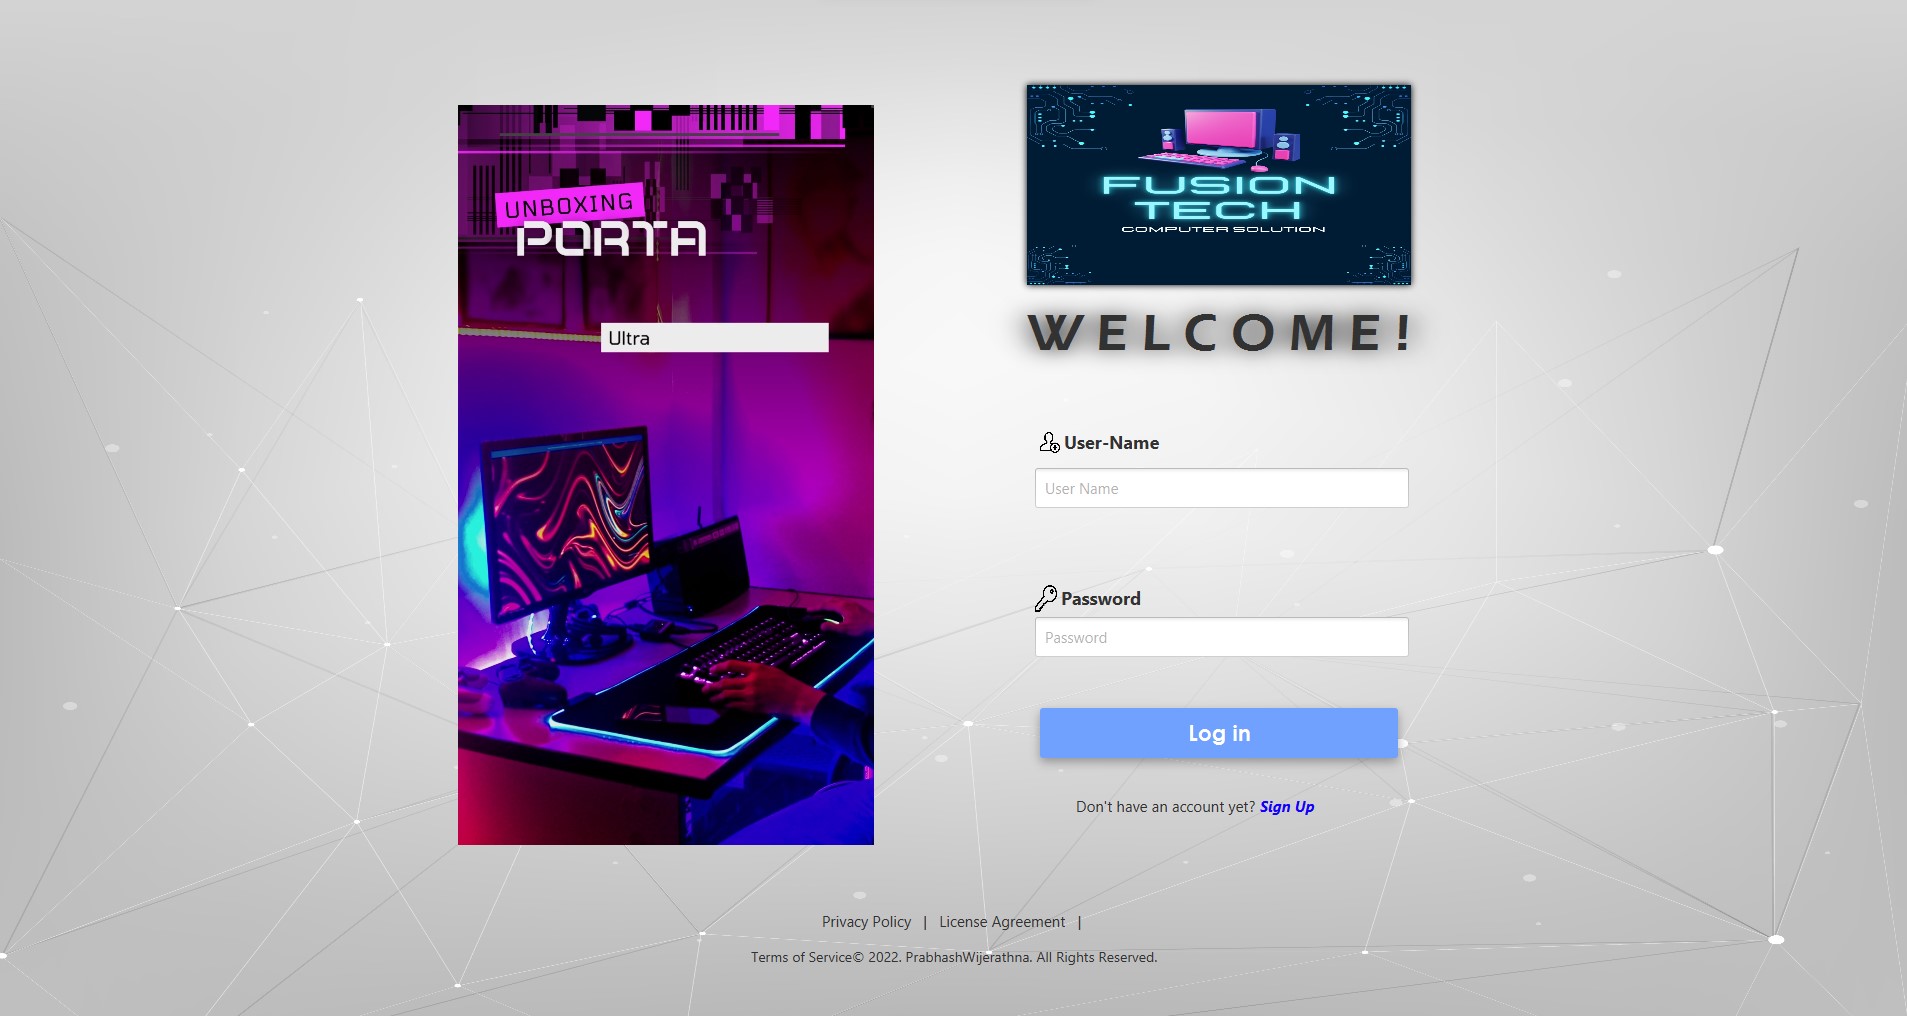 UNBOXING
PORTA
Ultra
FUSION
TECH
COMPUTER SOLUTION
WELCOME!
User-Name
User Name
Password
Password
Log in
Don't have an account yet? Sign Up
Privacy Policy | License Agreement |
Terms of Service© 2022. PrabhashWijerathna. All Rights Reserved.